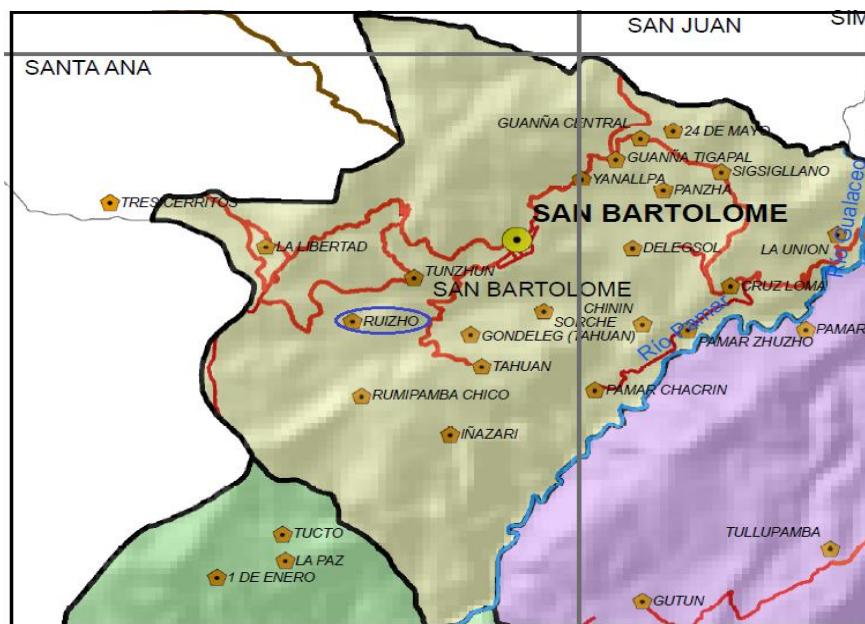 SAN JUAN
SIM
SANTA ANA
GUANÑA CENTRAL
24 DE MAYO
GUANÑA TIGAPAL
SIGSIGLLANO
YANALLPA
PANZHA
TRES CERRITOS
SAN BARTOLOME
LA LIBERTAD
DELEGSOL
LA UNION
Río Gualaceo
TUNZHUN
SAN BARTOLOME
CRUZ LOMA
RUIZHO
CHININ
SORCHE
GONDELEG (TAHUAN)
Río Pamar
PAMAR ZHUZHO
PAMAR
TAHUAN
RUMIPAMBA CHICO
PAMAR CHACRIN
IÑAZARI
TUCTO
TULLUPAMBA
LA PAZ
1 DE ENERO
GUTUN